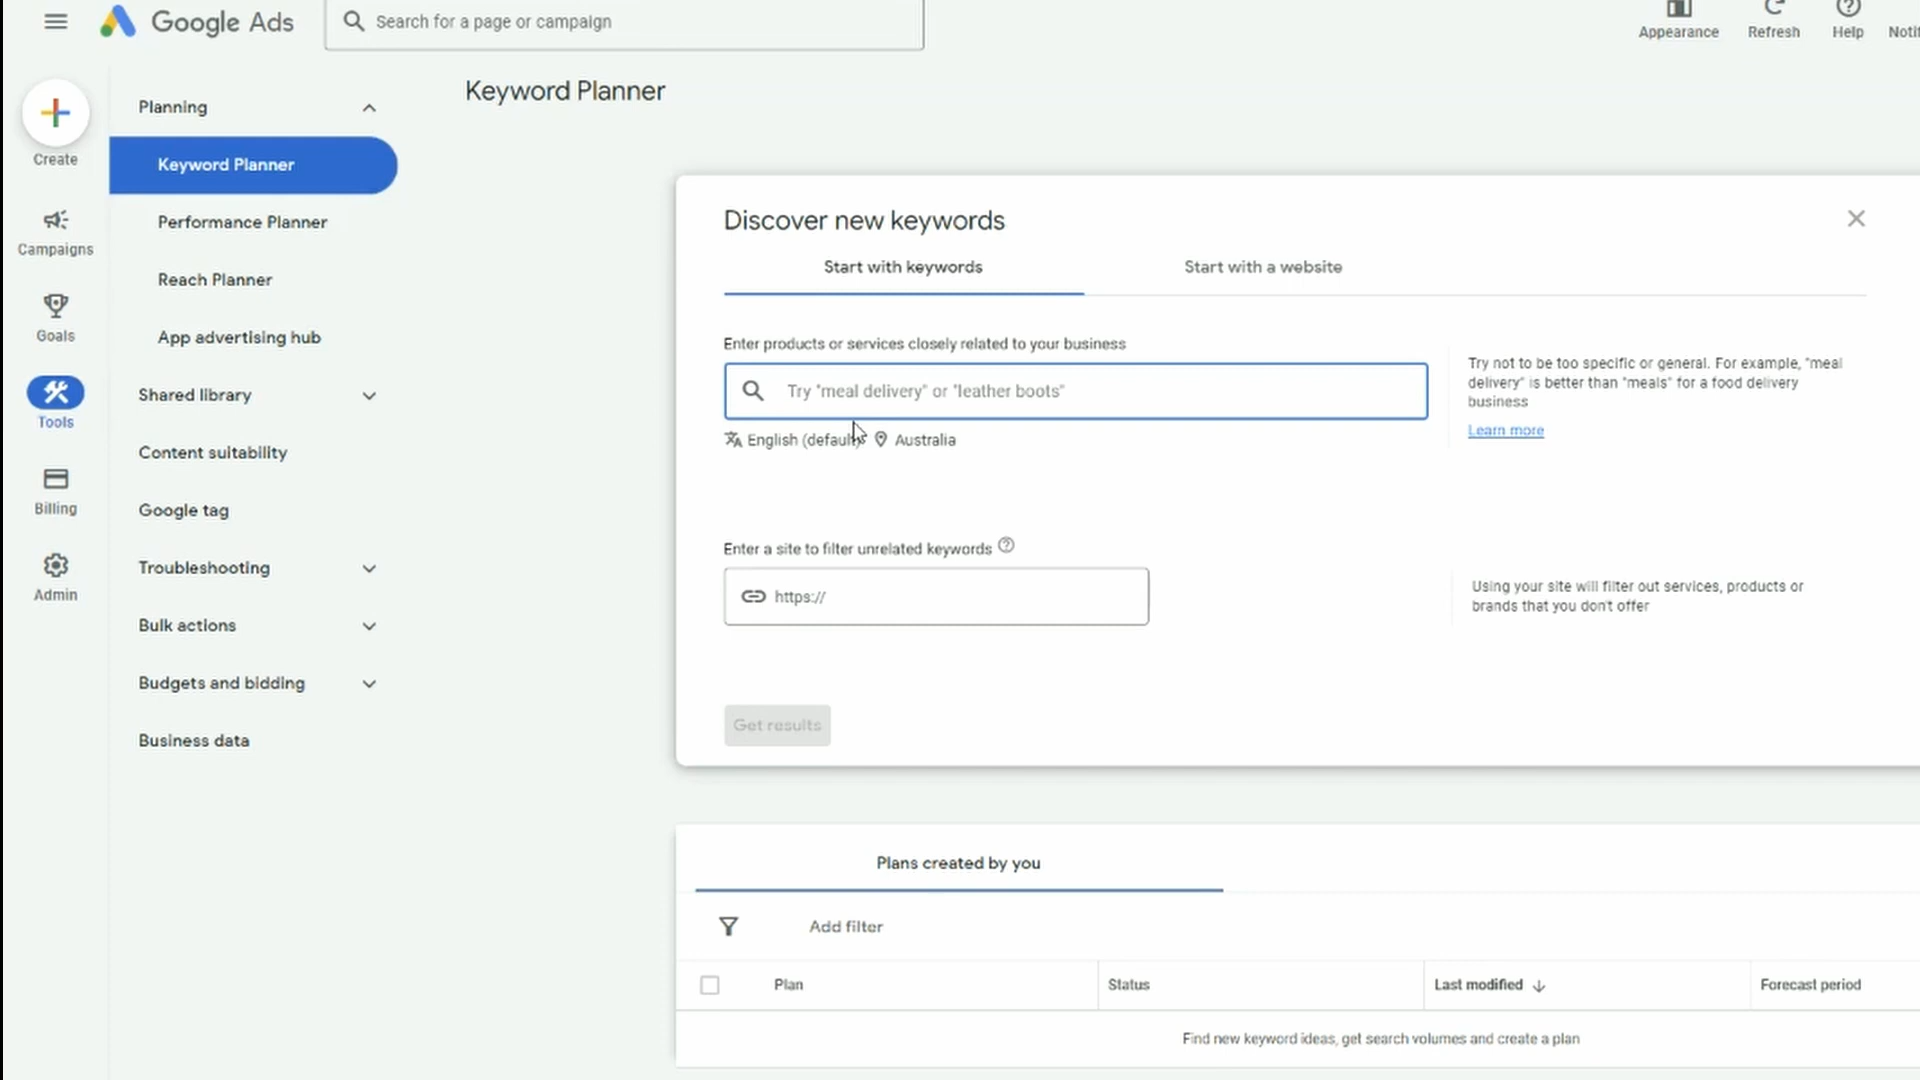 Google Ads
Search for a page or campaign
Appearance
Refresh
Help
Create
Campaigns
Goals
Tools
Billing
Admin
Planning
Keyword Planner
Performance Planner
Reach Planner
App advertising hub
Shared library
Content suitability
Google tag
Troubleshooting
Bulk actions
Budgets and bidding
Business data
Keyword Planner
Discover new keywords
Start with keywords
Start with a website
Enter products or services closely related to your business
Try "meal delivery" or "leather boots"
English (default) Australia
Try not to be too specific or general. For example, "meal
delivery" is better than "meals" for a food delivery
business
Learn more
Enter a site to filter unrelated keywords
https://
Using your site will filter out services, products or
brands that you don't offer
Get results
Plans created by you
Add filter
Plan
Status
Last modified
Forecast period
Find new keyword ideas, get search volumes and create a plan